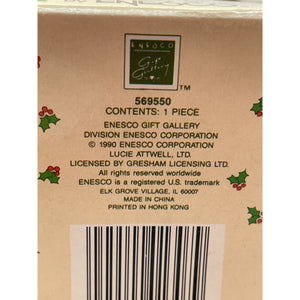 ENESCO
Gift
Gallery
™
569550
CONTENTS: 1 PIECE
ENESCO GIFT GALLERY
DIVISION ENESCO CORPORATION
© 1990 ENESCO CORPORATION
LUCIE ATTWELL, LTD.
LICENSED BY GRESHAM LICENSING LTD.
All rights reserved worldwide
ENESCO is a registered U.S. trademark
ELK GROVE VILLAGE, IL 60007
MADE IN CHINA
PRINTED IN HONG KONG